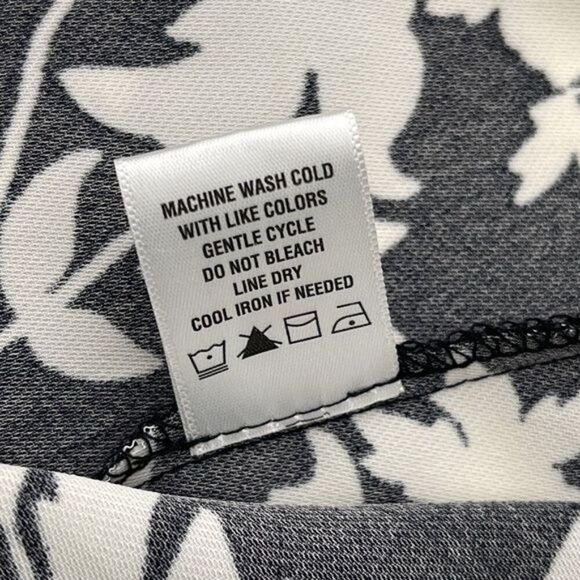 MACHINE WASH COLD
WITH LIKE COLORS
GENTLE CYCLE
DO NOT BLEACH
LINE DRY
COOL IRON IF NEEDED